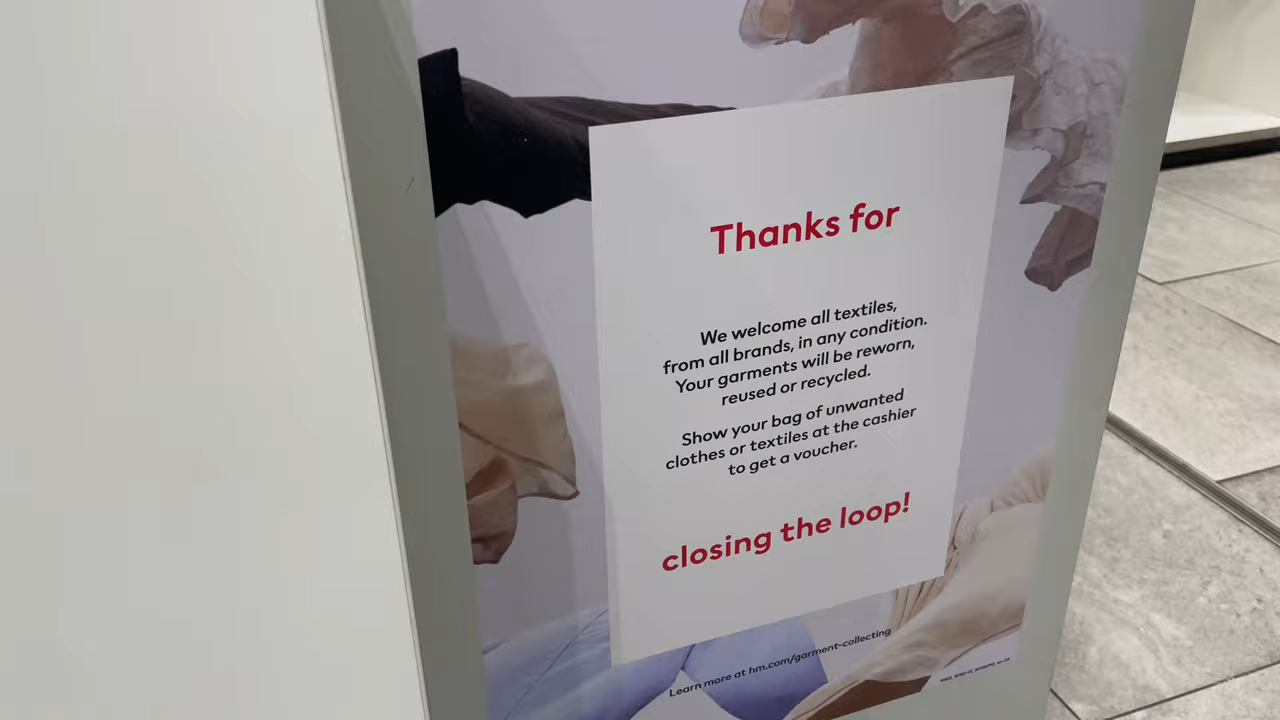 Thanks for
We welcome all textiles,
from all brands, in any condition.
Your garments will be reworn,
reused or recycled.
Show your bag of unwanted
clothes or textiles at the cashier
to get a voucher.
closing the loop!
Learn more at hm.com/garment-collecting